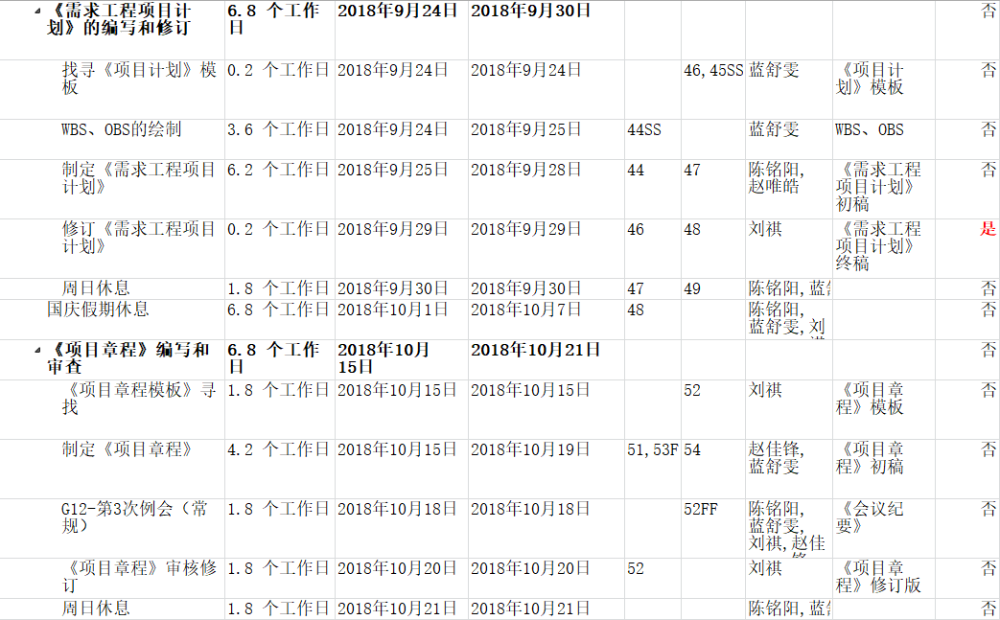 《需求工程项目计 6.8 个工作 2018年9月24日 2018年9月30日 否
划》的编写和修订 日
找寻《项目计划》模 0.2 个工作日 2018年9月24日 2018年9月24日 46,45SS 蓝舒雯 《项目计 否
板 划》模板
WBS、OBS的绘制 3.6 个工作日 2018年9月24日 2018年9月25日 44SS 蓝舒雯 WBS、OBS 否
制定《需求工程项目 6.2 个工作日 2018年9月25日 2018年9月28日 44 47 陈铭阳, 《需求工程 否
计划》 赵唯皓 项目计划》
初稿
修订《需求工程项目 0.2 个工作日 2018年9月29日 2018年9月29日 46 48 刘祺 《需求工程 是
计划》 项目计划》
终稿
周日休息 1.8 个工作日 2018年9月30日 2018年9月30日 47 49 陈铭阳,蓝 否
国庆假期休息 6.8 个工作日 2018年10月1日 2018年10月7日 48 陈铭阳, 否
蓝舒雯,刘
《项目章程》编写和 6.8 个工作 2018年10月 2018年10月21日 否
审查 日 15日
《项目章程模板》寻 1.8 个工作日 2018年10月15日 2018年10月15日 52 刘祺 《项目章 否
找 程》模板
制定《项目章程》 4.2 个工作日 2018年10月15日 2018年10月19日 51,53F 54 赵佳锋, 《项目章 否
蓝舒雯 程》初稿
G12-第3次例会（常 1.8 个工作日 2018年10月18日 2018年10月18日 52FF 陈铭阳, 《会议纪 否
规） 蓝舒雯, 要》
刘祺,赵佳
《项目章程》审核修 1.8 个工作日 2018年10月20日 2018年10月20日 52 刘祺 《项目章 否
订 程》修订版
周日休息 1.8 个工作日 2018年10月21日 2018年10月21日 陈铭阳,蓝 否